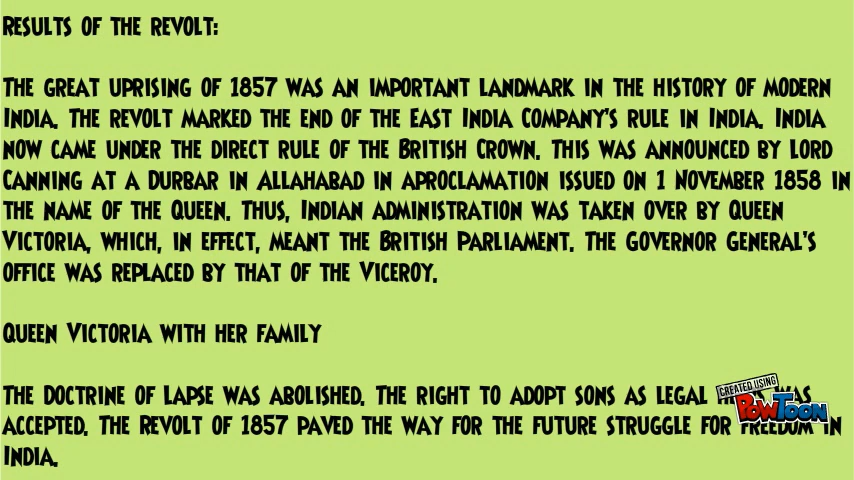 RESULTS OF THE REVOLT:
THE GREAT UPRISING OF 1857 WAS AN IMPORTANT LANDMARK IN THE HISTORY OF MODERN
INDIA. THE REVOLT MARKED THE END OF THE EAST INDIA COMPANY'S RULE IN INDIA. INDIA
NOW CAME UNDER THE DIRECT RULE OF THE BRITISH CROWN. THIS WAS ANNOUNCED BY LORD
CANNING AT A DURBAR IN ALLAHABAD IN APROCLAMATION ISSUED ON 1 NOVEMBER 1858 IN
THE NAME OF THE QUEEN. THUS, INDIAN ADMINISTRATION WAS TAKEN OVER BY QUEEN
VICTORIA, WHICH, IN EFFECT, MEANT THE BRITISH PARLIAMENT. THE GOVERNOR GENERAL'S
OFFICE WAS REPLACED BY THAT OF THE VICEROY.
QUEEN VICTORIA WITH HER FAMILY
THE DOCTRINE OF LAPSE WAS ABOLISHED. THE RIGHT TO ADOPT SONS AS LEGAL WAS
ACCEPTED. THE REVOLT OF 1857 PAVED THE WAY FOR THE FUTURE STRUGGLE FOR FREEDOM IN
INDIA.
CREATED USING
POWTOON